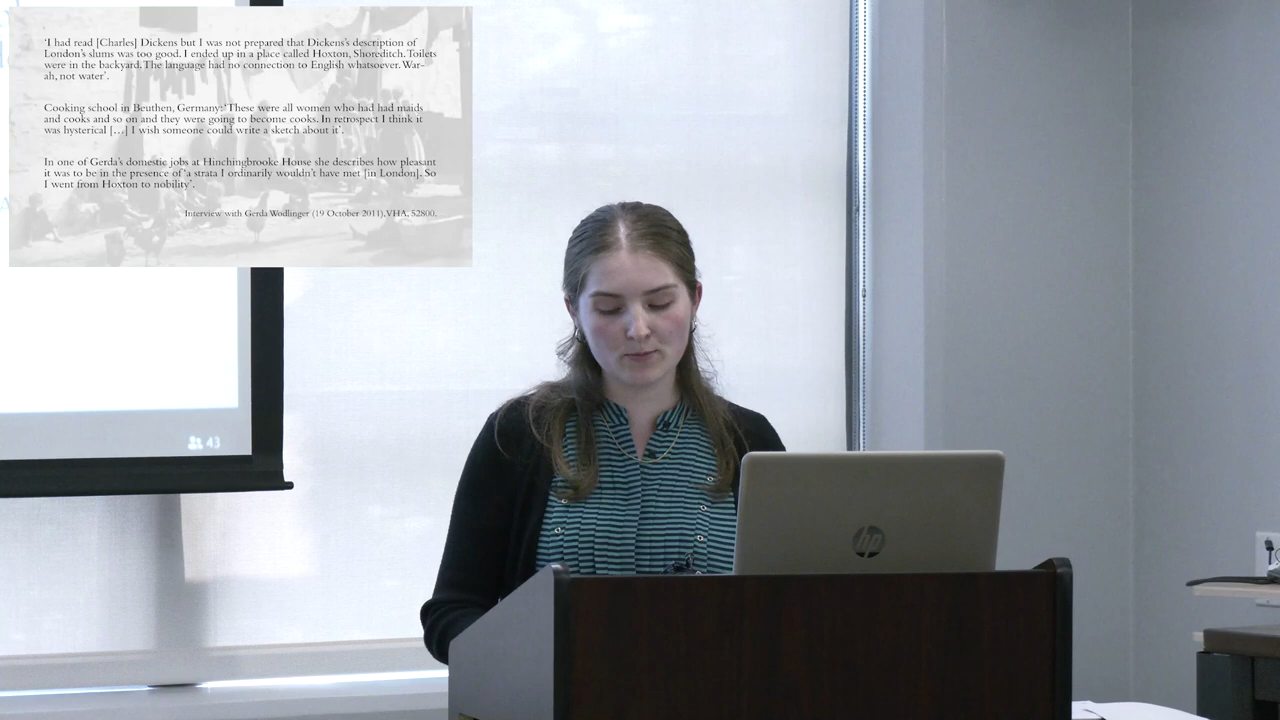 ‘I had read [Charles] Dickens but I was not prepared that Dickens’s description of
London’s slums was too good. I ended up in a place called Hoxton, Shoreditch. Toilets
were in the backyard. The language had no connection to English whatsoever. War-
ah, not water’.
Cooking school in Beuthen, Germany: ‘These were all women who had had maids
and cooks and so on and they were going to become cooks. In retrospect I think it
was hysterical […] I wish someone could write a sketch about it’.
In one of Gerda’s domestic jobs at Hinchingbrooke House she describes how pleasant
it was to be in the presence of ‘a strata I ordinarily wouldn’t have met [in London]. So
I went from Hoxton to nobility’.
Interview with Gerda Wodlinger (19 October 2011). VHA, 52800.
43
hp